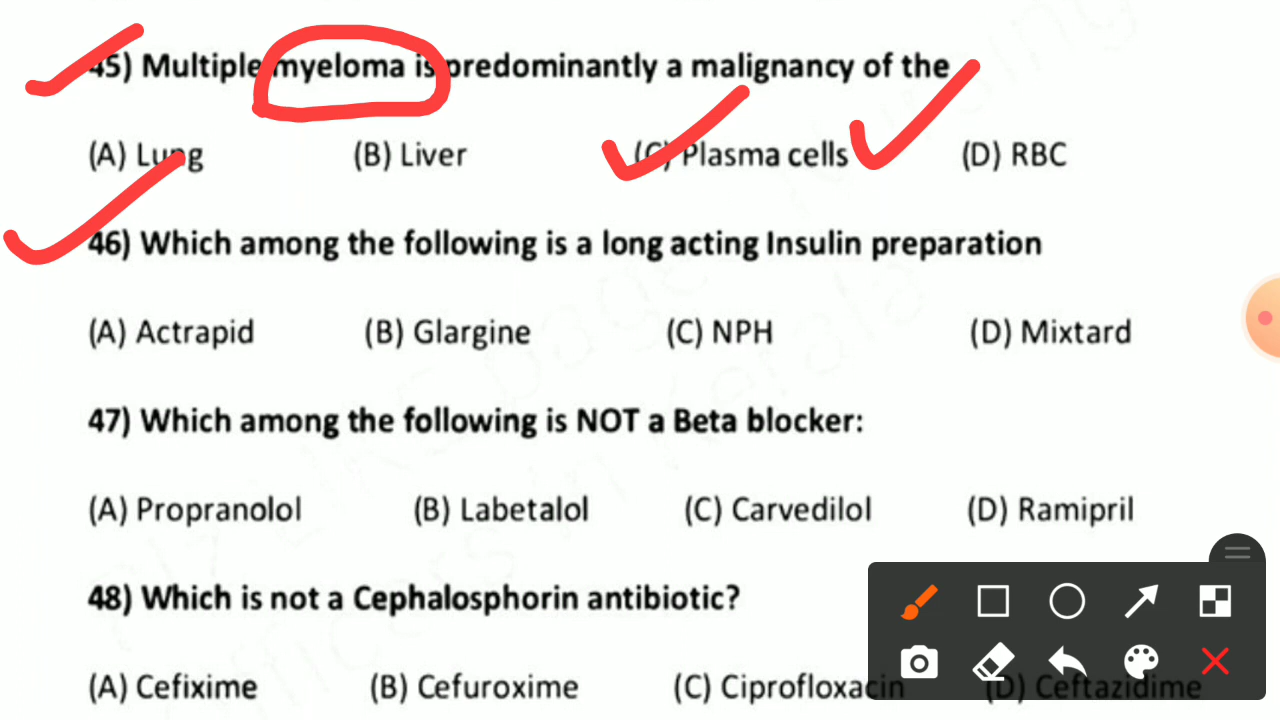 45) Multiple myeloma is predominantly a malignancy of the
(A) Lung (B) Liver (C) Plasma cells (D) RBC
46) Which among the following is a long acting Insulin preparation
(A) Actrapid (B) Glargine (C) NPH (D) Mixtard
47) Which among the following is NOT a Beta blocker:
(A) Propranolol (B) Labetalol (C) Carvedilol (D) Ramipril
48) Which is not a Cephalosphorin antibiotic?
(A) Cefixime (B) Cefuroxime (C) Ciprofloxacin (D) Ceftazidime